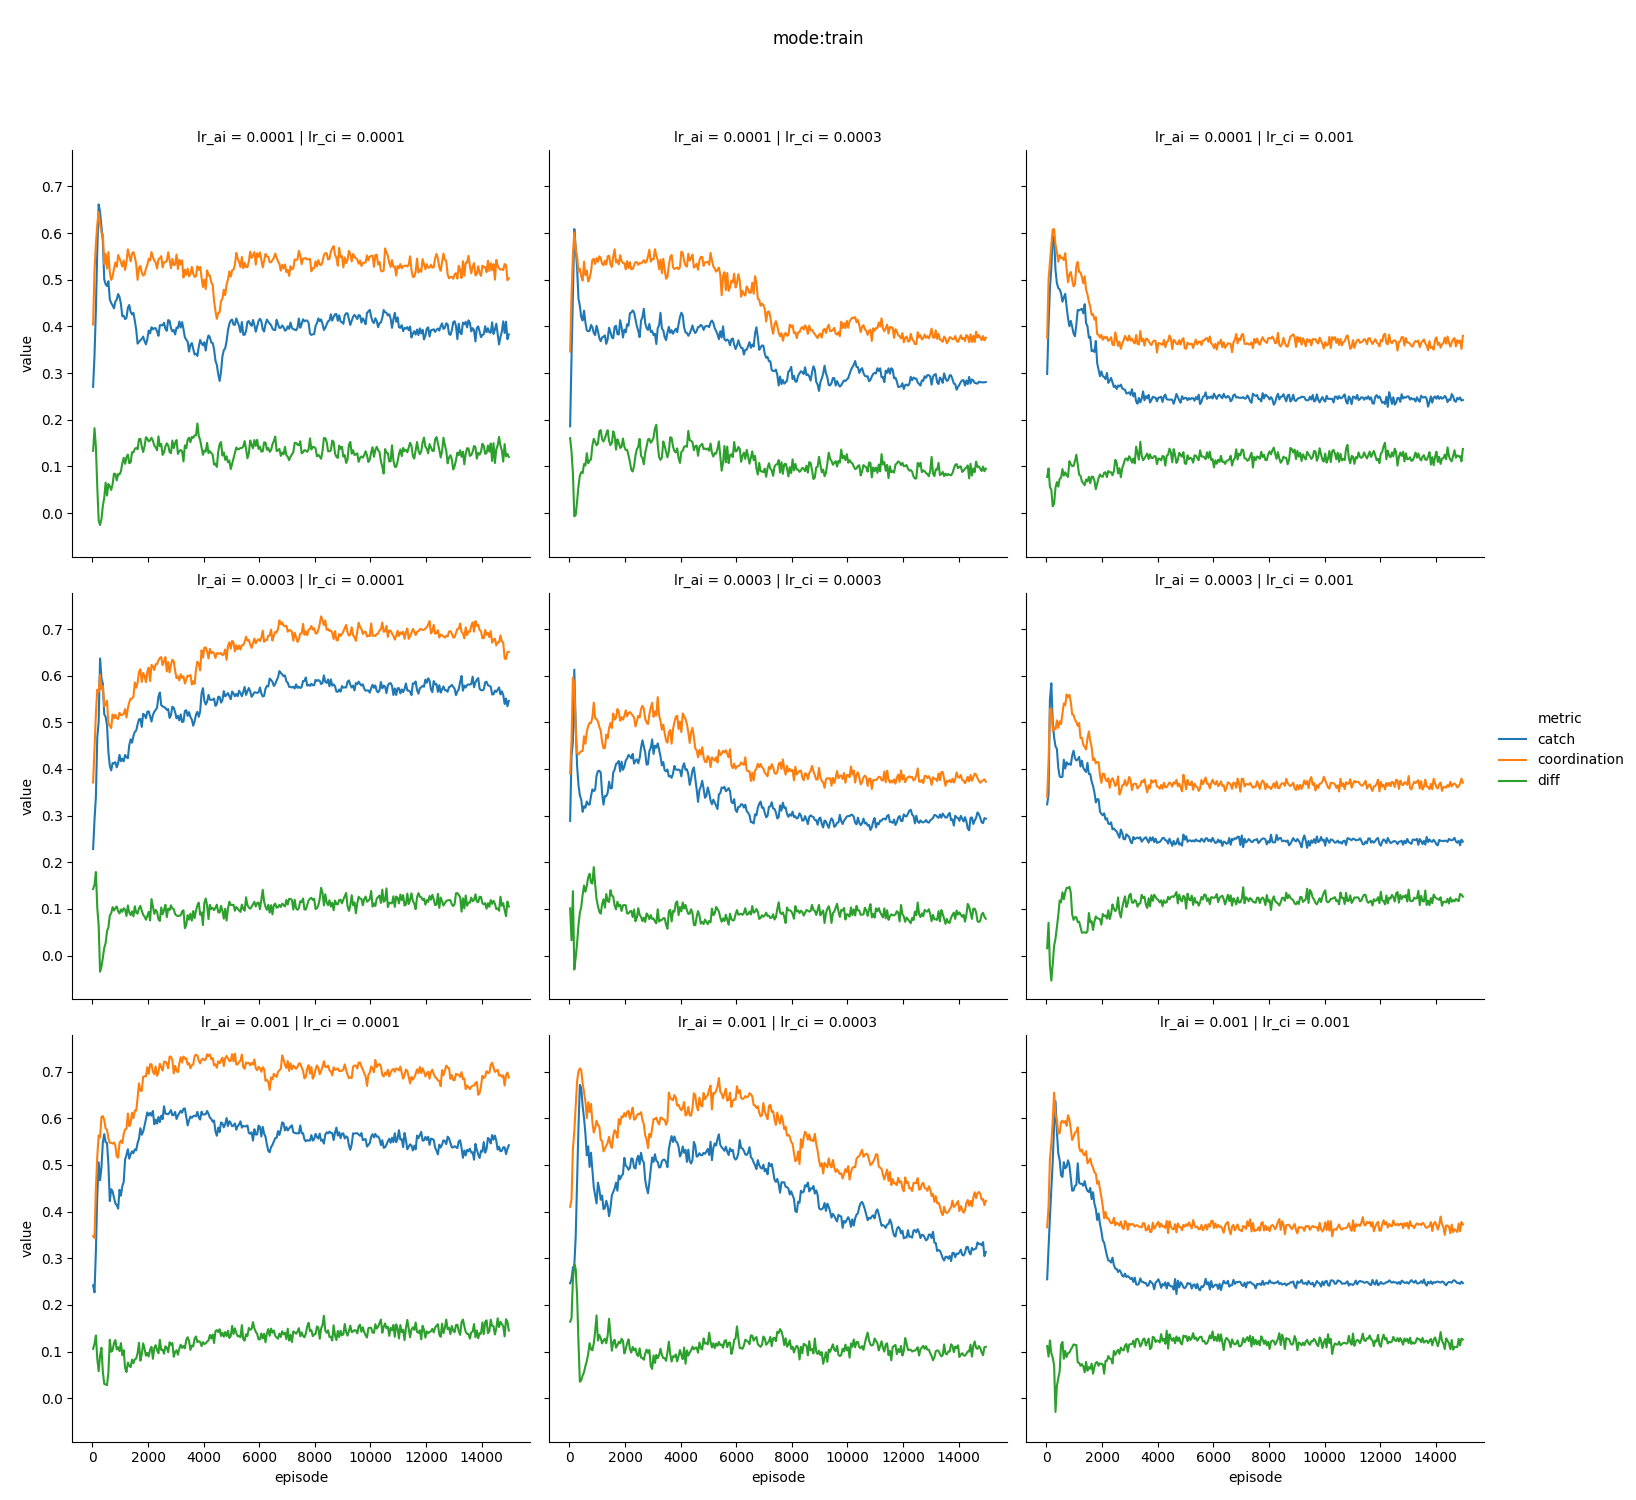 mode:train
lr_ai = 0.0001 | lr_ci = 0.0001
lr_ai = 0.0001 | lr_ci = 0.0003
lr_ai = 0.0001 | lr_ci = 0.001
0.7
0.6
0.5
0.4
0.3
0.2
0.1
0.0
value
lr_ai = 0.0003 | lr_ci = 0.0001
lr_ai = 0.0003 | lr_ci = 0.0003
lr_ai = 0.0003 | lr_ci = 0.001
0.7
0.6
0.5
0.4
0.3
0.2
0.1
0.0
value
metric
catch
coordination
diff
lr_ai = 0.001 | lr_ci = 0.0001
lr_ai = 0.001 | lr_ci = 0.0003
lr_ai = 0.001 | lr_ci = 0.001
0.7
0.6
0.5
0.4
0.3
0.2
0.1
0.0
value
0 2000 4000 6000 8000 10000 12000 14000
episode
0 2000 4000 6000 8000 10000 12000 14000
episode
0 2000 4000 6000 8000 10000 12000 14000
episode